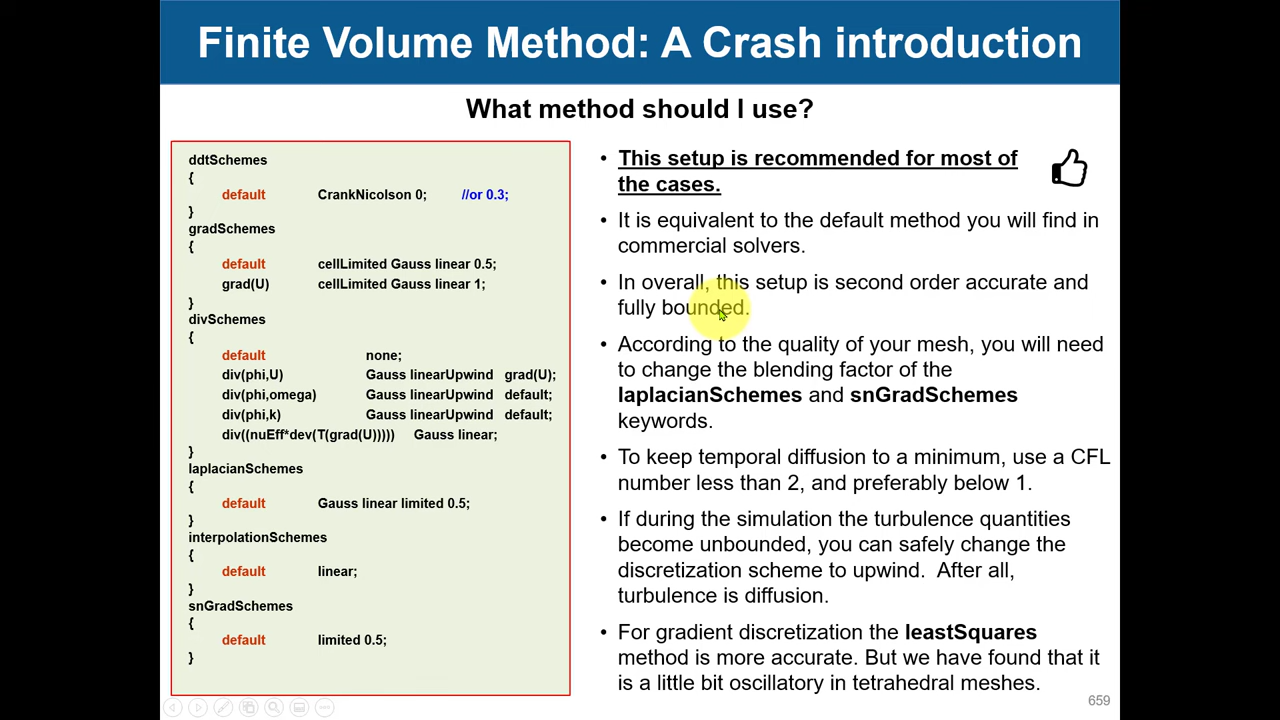 Finite Volume Method: A Crash introduction
What method should I use?
ddtSchemes
{
default CrankNicolson 0; //or 0.3;
}
gradSchemes
{
default cellLimited Gauss linear 0.5;
grad(U) cellLimited Gauss linear 1;
}
divSchemes
{
default none;
div(phi,U) Gauss linearUpwind grad(U);
div(phi,omega) Gauss linearUpwind default;
div(phi,k) Gauss linearUpwind default;
div((nuEff*dev(T(grad(U))))) Gauss linear;
}
laplacianSchemes
{
default Gauss linear limited 0.5;
}
interpolationSchemes
{
default linear;
}
snGradSchemes
{
default limited 0.5;
}
• This setup is recommended for most of
the cases.
• It is equivalent to the default method you will find in
commercial solvers.
• In overall, this setup is second order accurate and
fully bounded.
• According to the quality of your mesh, you will need
to change the blending factor of the
laplacianSchemes and snGradSchemes
keywords.
• To keep temporal diffusion to a minimum, use a CFL
number less than 2, and preferably below 1.
• If during the simulation the turbulence quantities
become unbounded, you can safely change the
discretization scheme to upwind. After all,
turbulence is diffusion.
• For gradient discretization the leastSquares
method is more accurate. But we have found that it
is a little bit oscillatory in tetrahedral meshes.
659